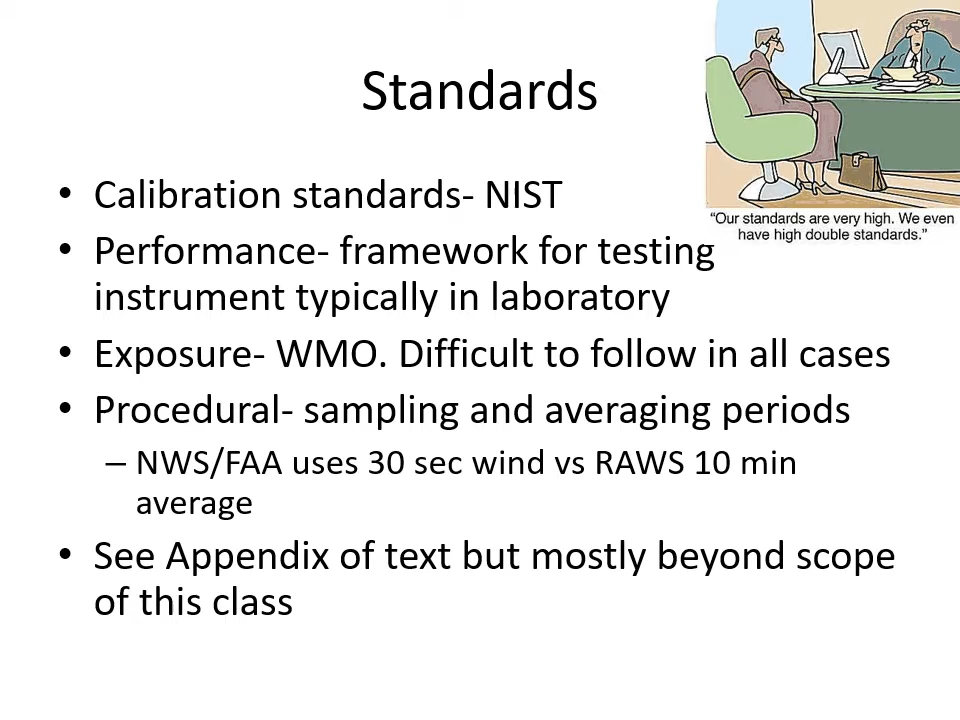 Standards
“Our standards are very high. We even
have high double standards.”
• Calibration standards- NIST
• Performance- framework for testing
instrument typically in laboratory
• Exposure- WMO. Difficult to follow in all cases
• Procedural- sampling and averaging periods
– NWS/FAA uses 30 sec wind vs RAWS 10 min
average
• See Appendix of text but mostly beyond scope
of this class